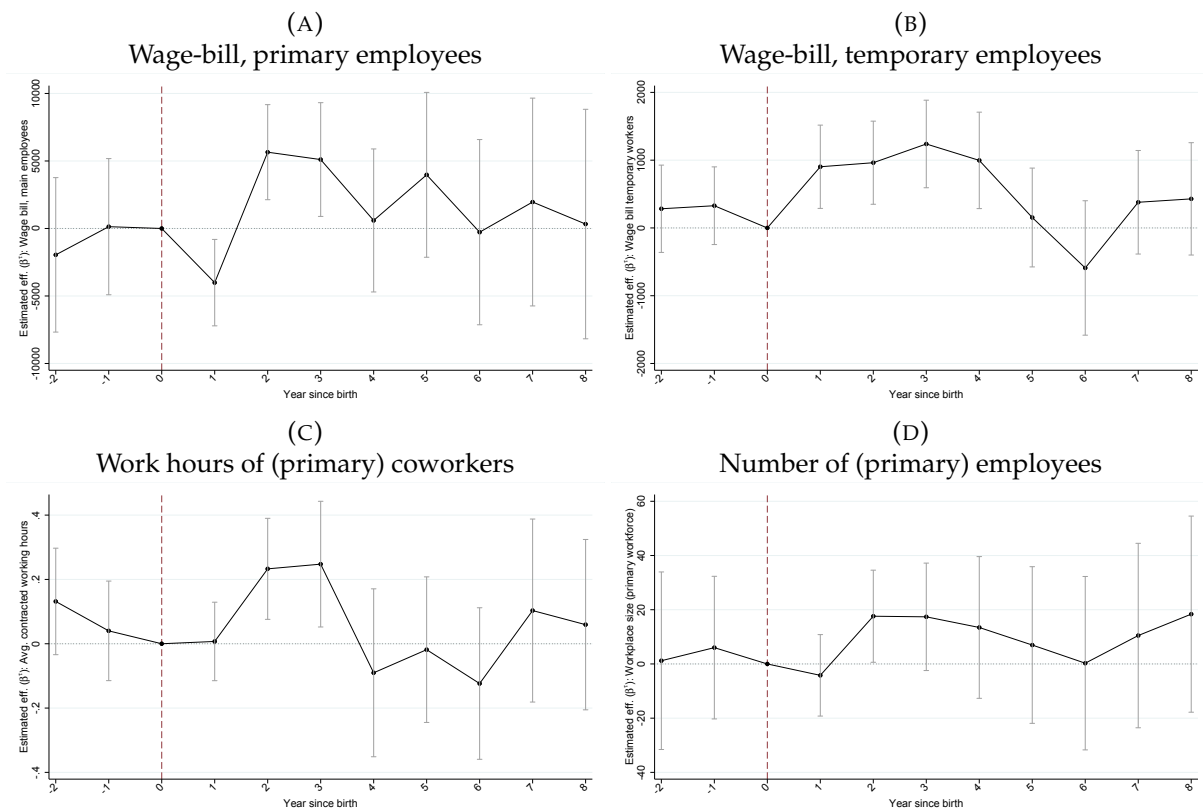 (A)
Wage-bill, primary employees
Estimated eff. (β¹): Wage bill, main employees
10000
5000
0
-5000
-10000
-2 -1 0 1 2 3 4 5 6 7 8
Year since birth
(B)
Wage-bill, temporary employees
Estimated eff. (β¹): Wage bill temporary workers
2000
1000
0
-1000
-2000
-2 -1 0 1 2 3 4 5 6 7 8
Year since birth
(C)
Work hours of (primary) coworkers
Estimated eff. (β¹): Avg. contracted working hours
.4
.2
0
-.2
-.4
-2 -1 0 1 2 3 4 5 6 7 8
Year since birth
(D)
Number of (primary) employees
Estimated eff. (β¹): Workplace size (primary workforce)
60
40
20
0
-20
-40
-2 -1 0 1 2 3 4 5 6 7 8
Year since birth